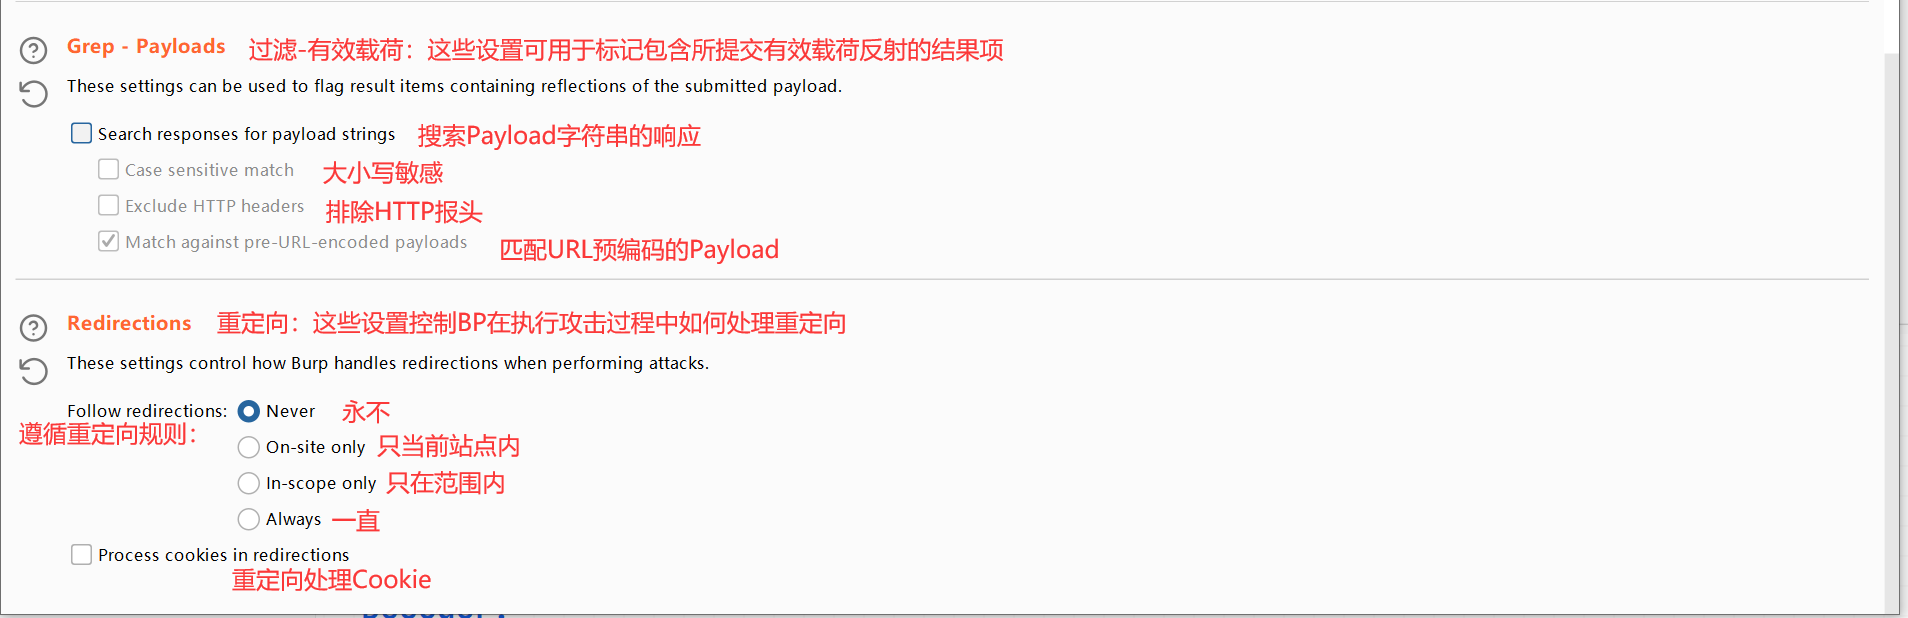 Grep - Payloads 过滤-有效载荷：这些设置可用于标记包含所提交有效载荷反射的结果项
These settings can be used to flag result items containing reflections of the submitted payload.
Search responses for payload strings 搜索Payload字符串的响应
Case sensitive match 大小写敏感
Exclude HTTP headers 排除HTTP报头
Match against pre-URL-encoded payloads 匹配URL预编码的Payload
Redirections 重定向：这些设置控制BP在执行攻击过程中如何处理重定向
These settings control how Burp handles redirections when performing attacks.
Follow redirections: Never 永不
遵循重定向规则：
On-site only 只当前站点内
In-scope only 只在范围内
Always 一直
Process cookies in redirections
重定向处理Cookie